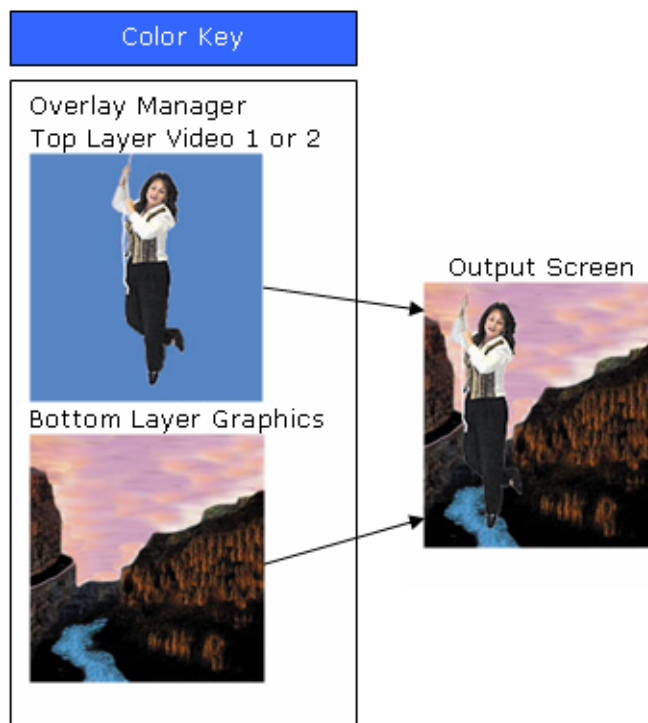 Color Key
Overlay Manager
Top Layer Video 1 or 2
Output Screen
Bottom Layer Graphics